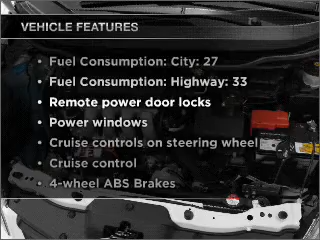 VEHICLE FEATURES
• Fuel Consumption: City: 27
• Fuel Consumption: Highway: 33
• Remote power door locks
• Power windows
• Cruise controls on steering wheel
• Cruise control
• 4-wheel ABS Brakes